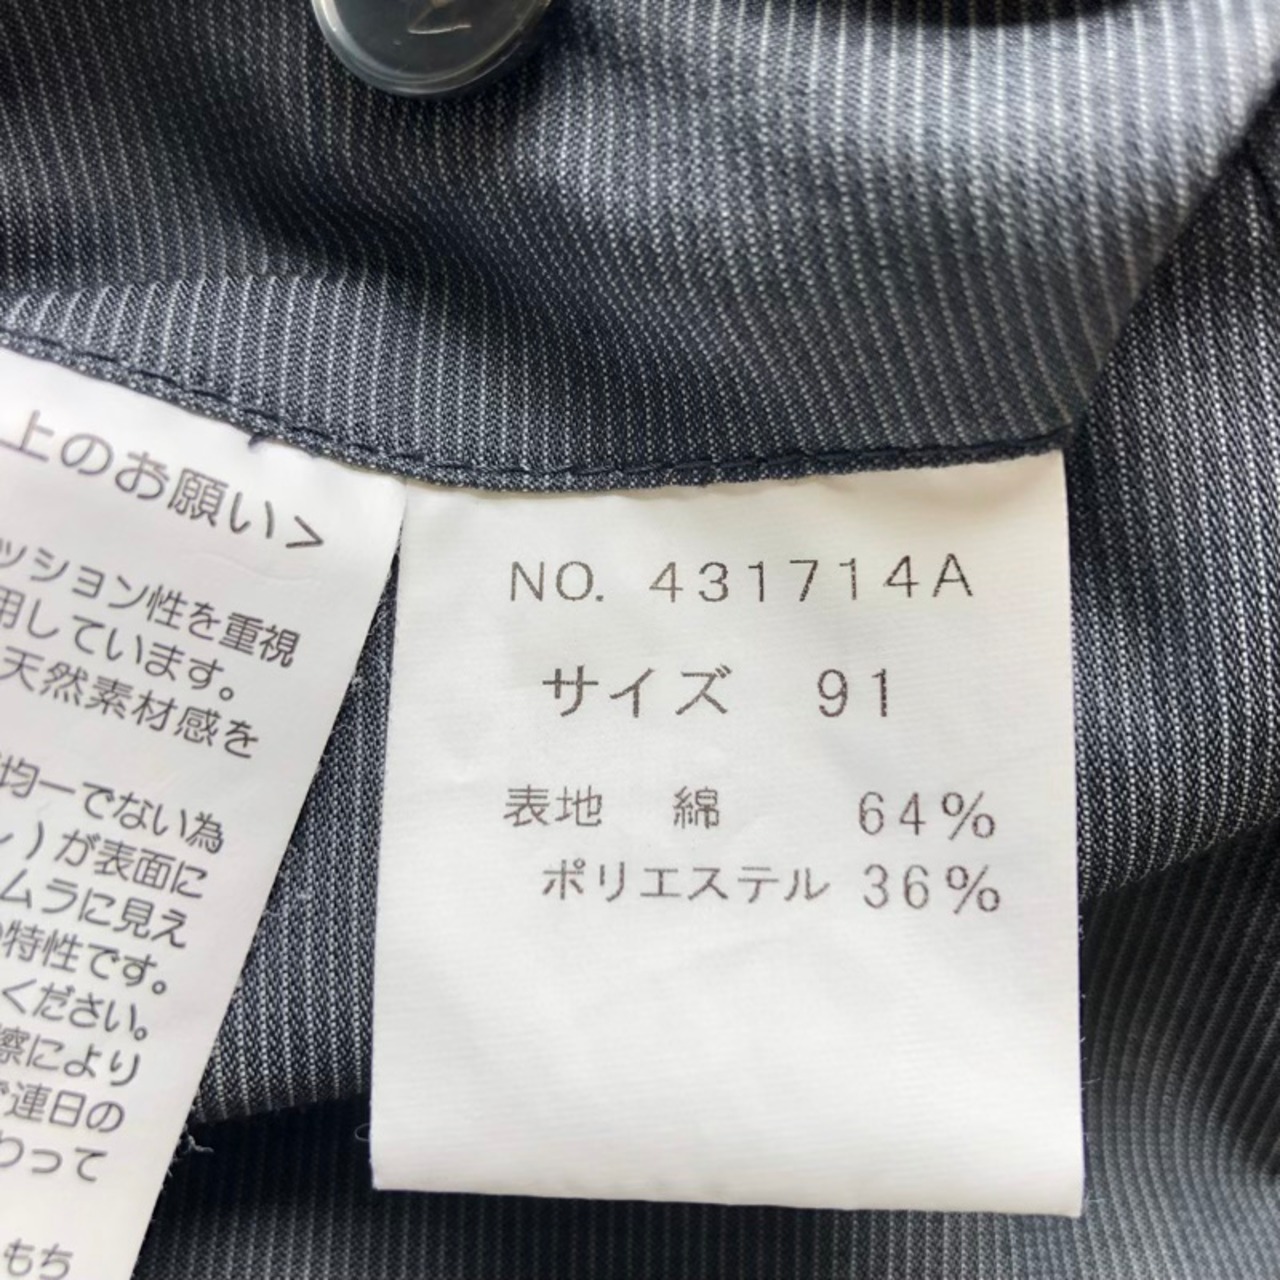 上のお願い>
ッション性を重視
用しています。
天然素材感を
均一でない為
)が表面に
ムラに見え
特性です。
ください。
により
連日の
わって
もち
NO. 431714A
サイズ 91
表地 綿 64%
ポリエステル 36%